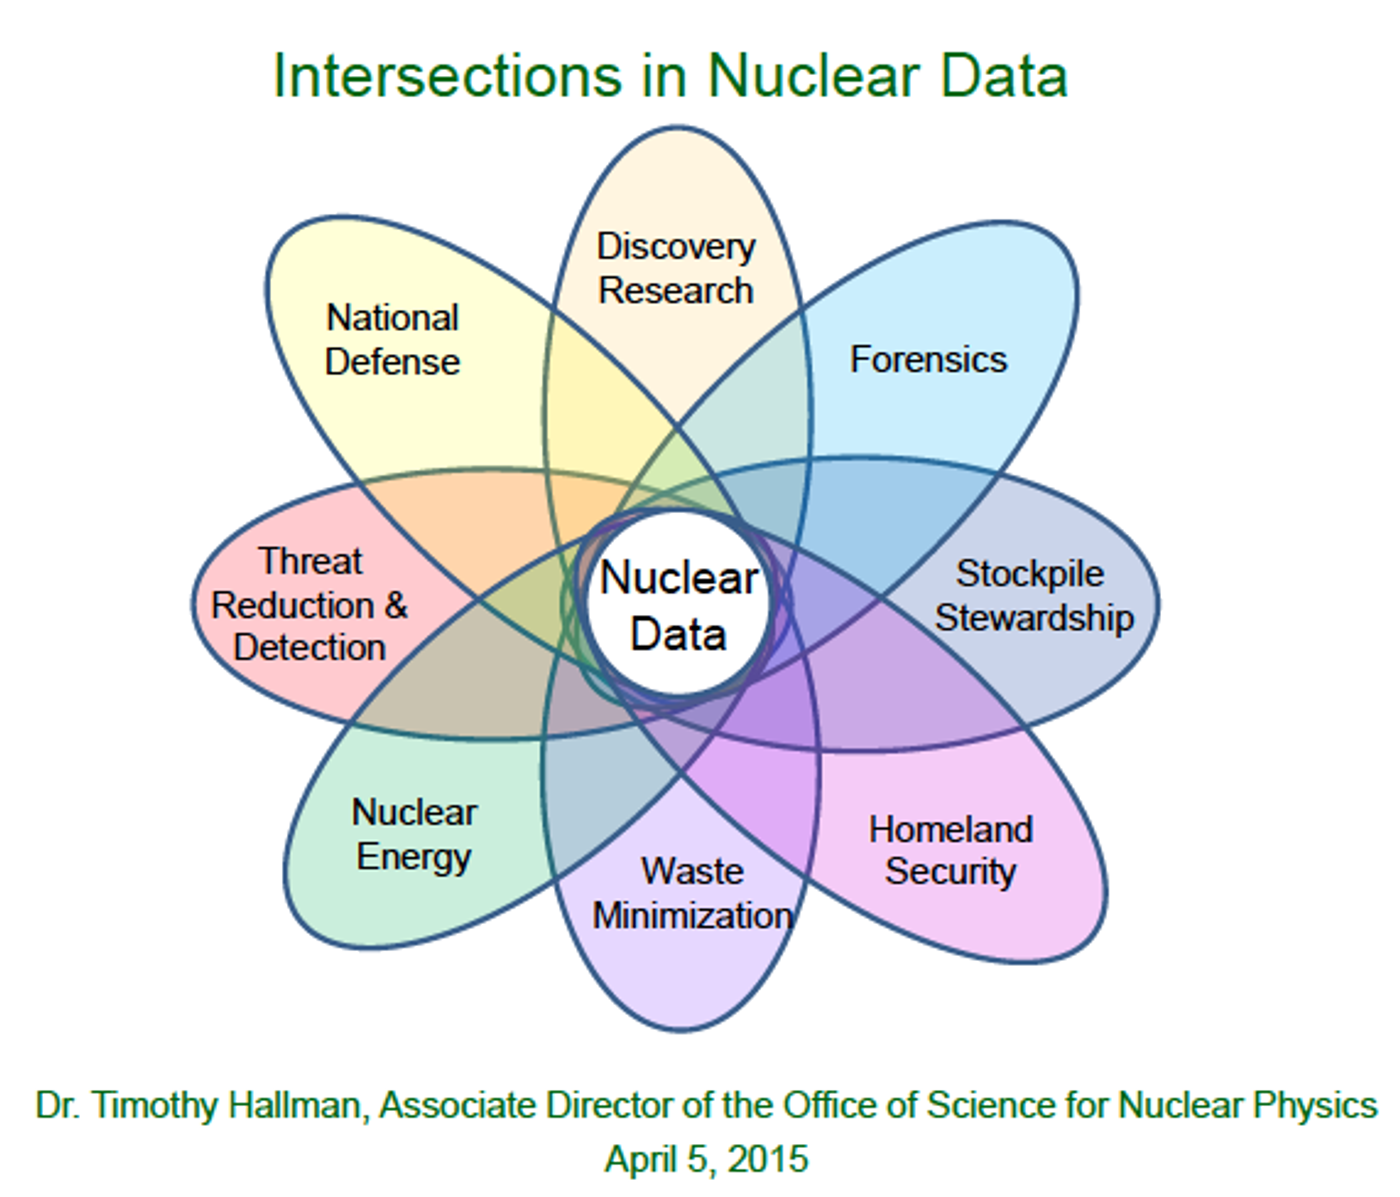 Intersections in Nuclear Data
Discovery
Research
National
Defense
Forensics
Threat
Reduction &
Detection
Nuclear
Data
Stockpile
Stewardship
Nuclear
Energy
Waste
Minimization
Homeland
Security
Dr. Timothy Hallman, Associate Director of the Office of Science for Nuclear Physics
April 5, 2015